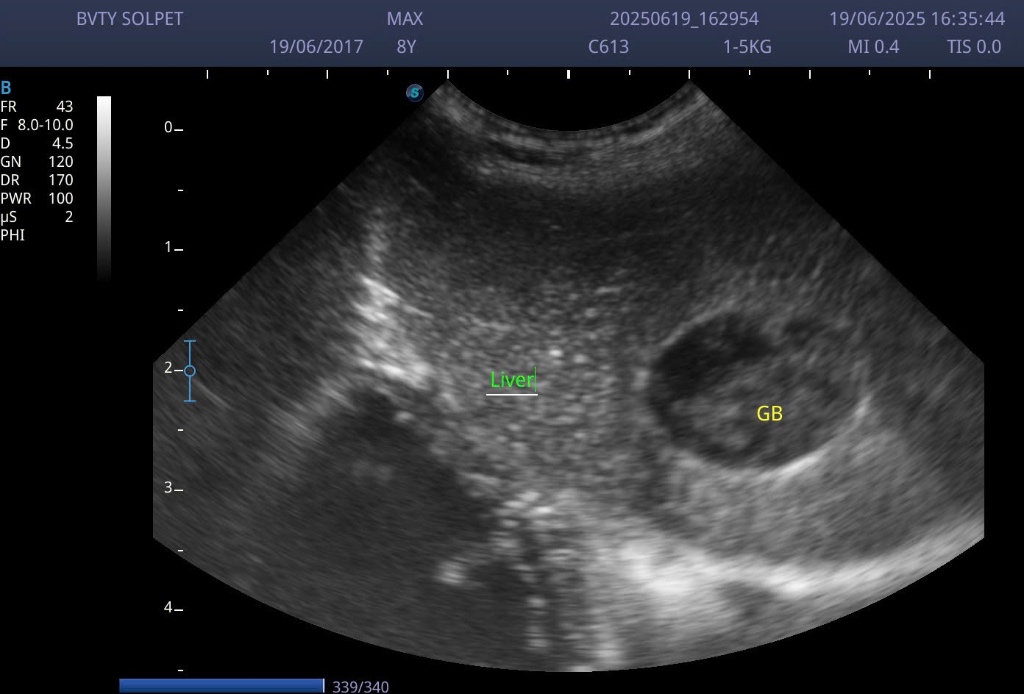 BVTY SOLPET MAX 20250619_162954 19/06/2025 16:35:44
19/06/2017 8Y C613 1-5KG MI 0.4 TIS 0.0
B
FR 43
F 8.0-10.0
D 4.5
GN 120
DR 170
PWR 100
µS 2
PHI
S
0
1
2
3
4
Liver
GB
339/340